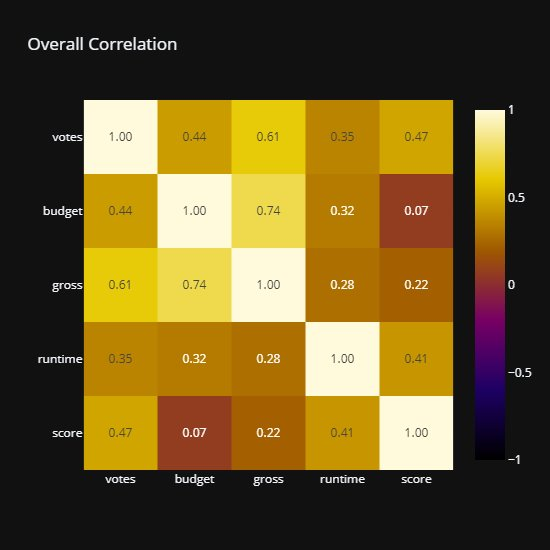 Overall Correlation
votes 1.00 0.44 0.61 0.35 0.47
budget 0.44 1.00 0.74 0.32 0.07
gross 0.61 0.74 1.00 0.28 0.22
runtime 0.35 0.32 0.28 1.00 0.41
score 0.47 0.07 0.22 0.41 1.00
votes budget gross runtime score
1
0.5
0
−0.5
−1